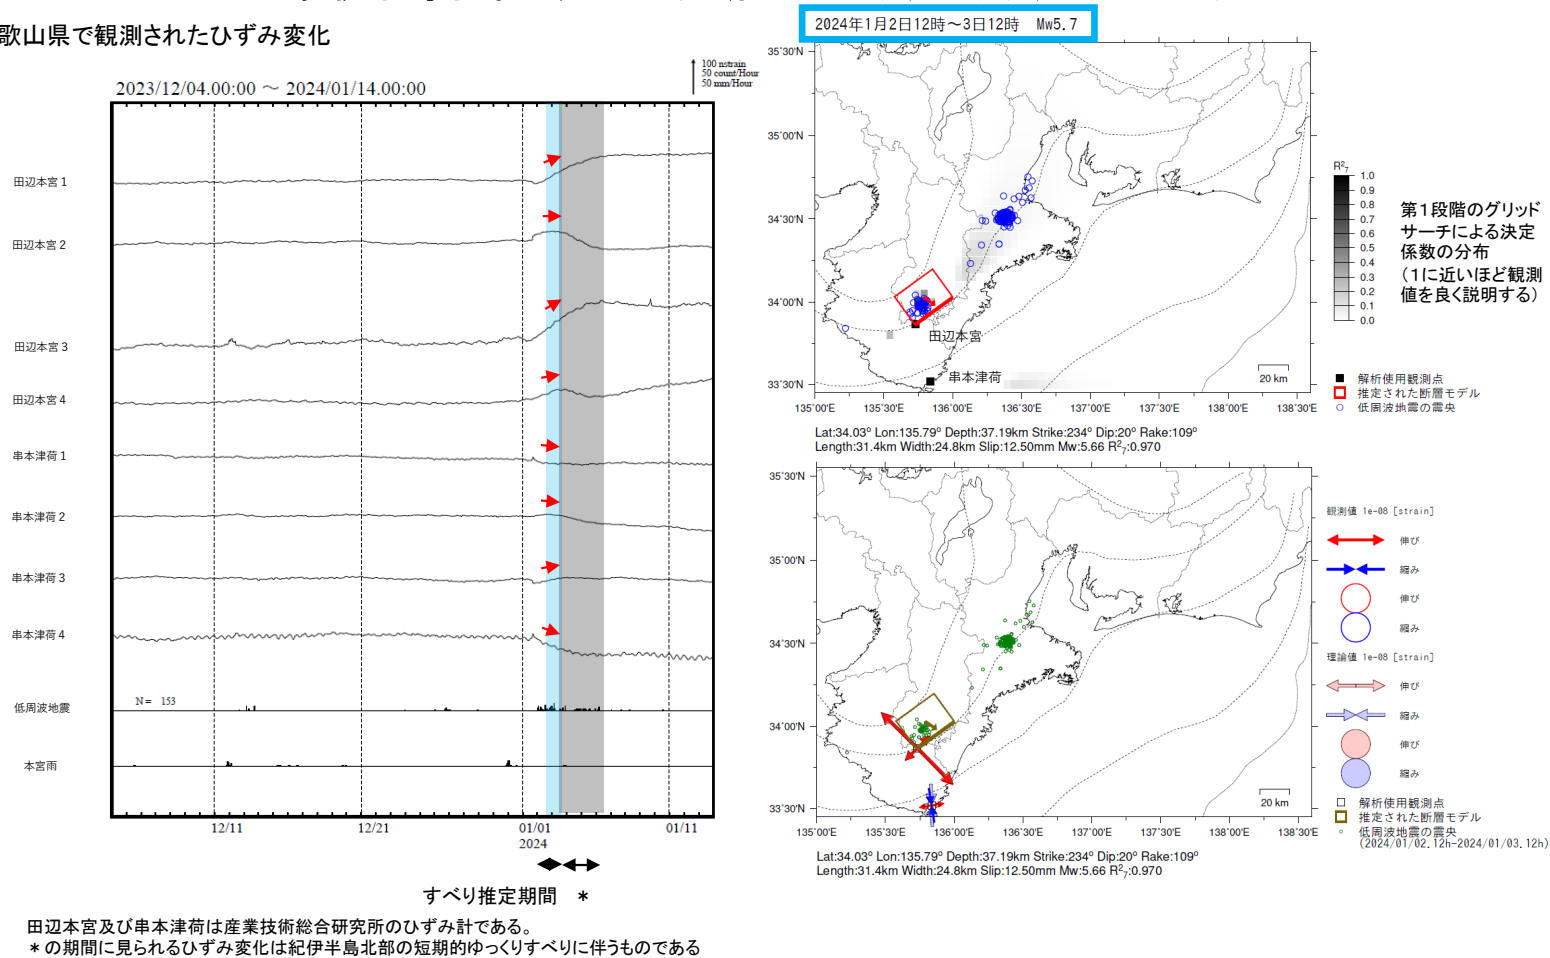 歌山県で観測されたひずみ変化
2023/12/04.00:00 ～ 2024/01/14.00:00
100 nstrain
50 count/Hour
50 mm/Hour
田辺本宮1
田辺本宮2
田辺本宮3
田辺本宮4
串本津荷1
串本津荷2
串本津荷3
串本津荷4
低周波地震
N= 153
本宮雨
12/11 12/21 01/01 01/11
2024
すべり推定期間 *
田辺本宮及び串本津荷は産業技術総合研究所のひずみ計である。
*の期間に見られるひずみ変化は紀伊半島北部の短期的ゆっくりすべりに伴うものである
2024年1月2日12時～3日12時 Mw5.7
35˚30'N
35˚00'N
34˚30'N
34˚00'N
33˚30'N
田辺本宮
串本津荷
20 km
135˚00'E 135˚30'E 136˚00'E 136˚30'E 137˚00'E 137˚30'E 138˚00'E 138˚30'E
Lat:34.03° Lon:135.79° Depth:37.19km Strike:234° Dip:20° Rake:109°
Length:31.4km Width:24.8km Slip:12.50mm Mw:5.66 R²₇:0.970
R²₇
1.0
0.9
0.8
0.7
0.6
0.5
0.4
0.3
0.2
0.1
0.0
第1段階のグリッド
サーチによる決定
係数の分布
（1に近いほど観測
値を良く説明する）
解析使用観測点
推定された断層モデル
低周波地震の震央
35˚30'N
35˚00'N
34˚30'N
34˚00'N
33˚30'N
20 km
135˚00'E 135˚30'E 136˚00'E 136˚30'E 137˚00'E 137˚30'E 138˚00'E 138˚30'E
Lat:34.03° Lon:135.79° Depth:37.19km Strike:234° Dip:20° Rake:109°
Length:31.4km Width:24.8km Slip:12.50mm Mw:5.66 R²₇:0.970
観測値 1e-08 [strain]
伸び
縮み
伸び
縮み
理論値 1e-08 [strain]
伸び
縮み
伸び
縮み
解析使用観測点
推定された断層モデル
低周波地震の震央
(2024/01/02.12h-2024/01/03.12h)